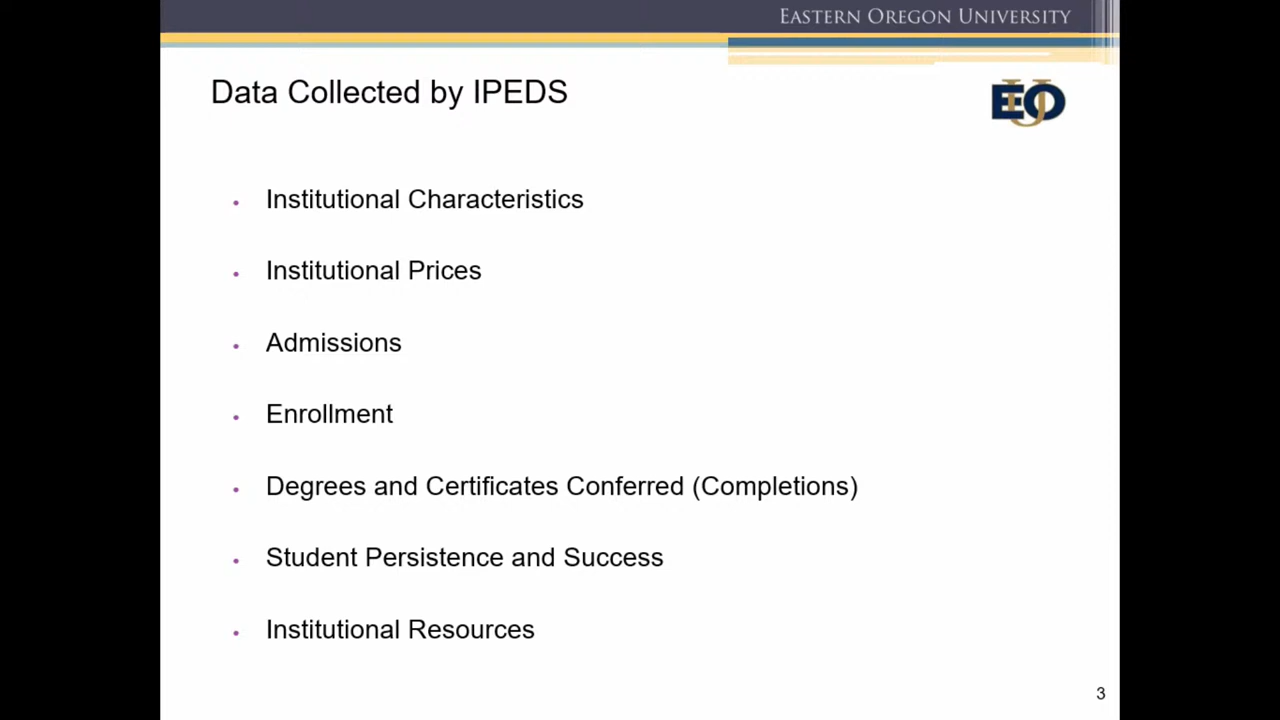 EASTERN OREGON UNIVERSITY
Data Collected by IPEDS
EOU
• Institutional Characteristics
• Institutional Prices
• Admissions
• Enrollment
• Degrees and Certificates Conferred (Completions)
• Student Persistence and Success
• Institutional Resources
3